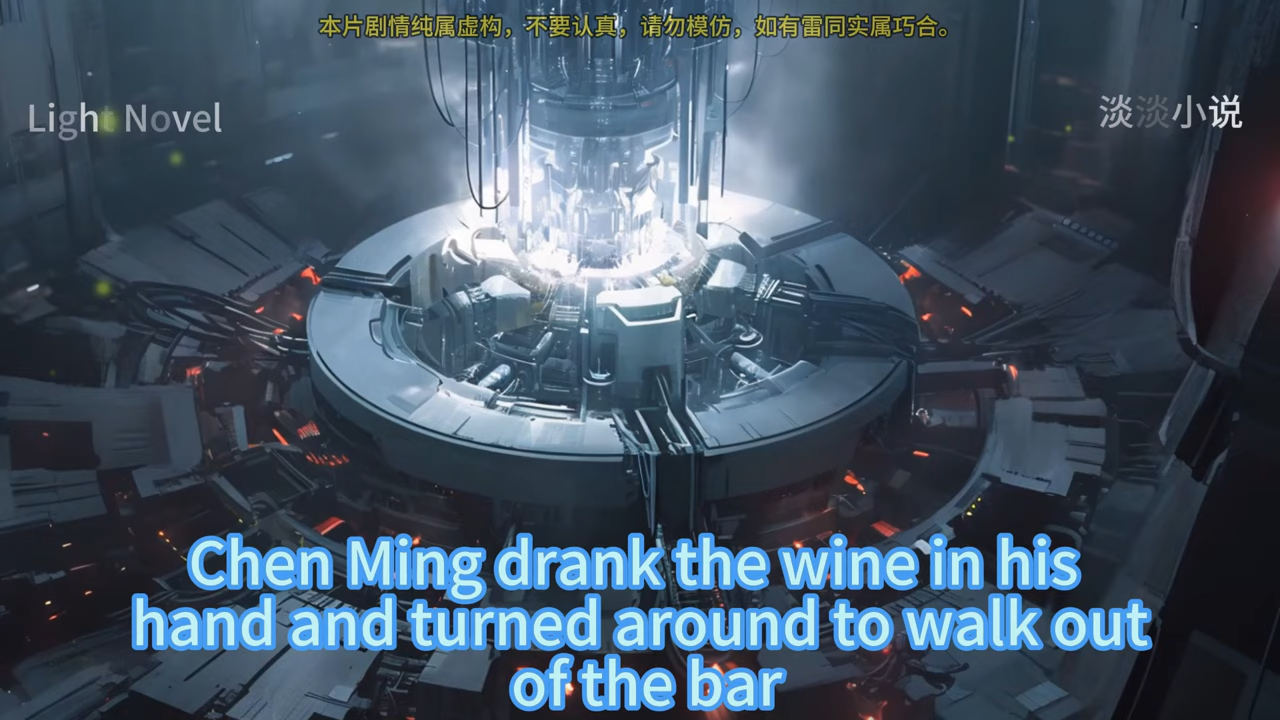 本片剧情纯属虚构，不要认真，请勿模仿，如有雷同实属巧合。
Light Novel
淡淡小说
Chen Ming drank the wine in his
hand and turned around to walk out
of the bar